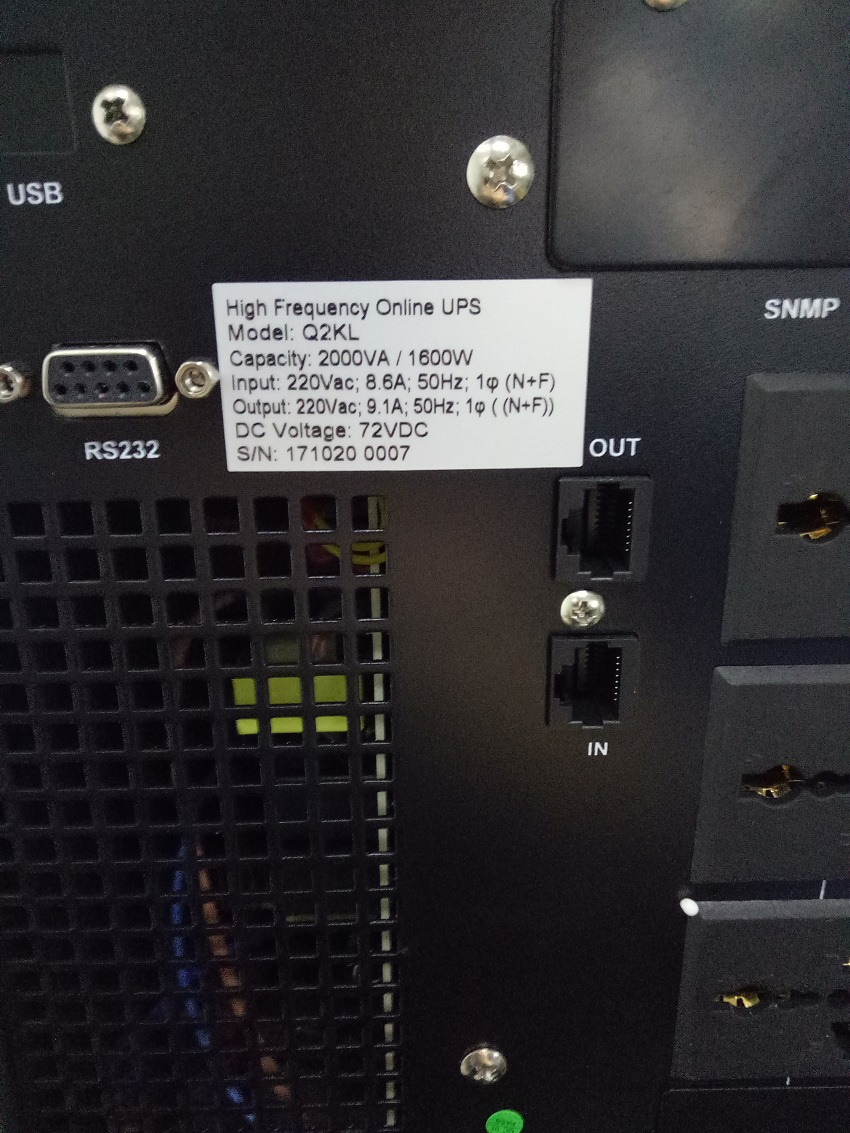 USB
High Frequency Online UPS
Model: Q2KL
Capacity: 2000VA / 1600W
Input: 220Vac; 8.6A; 50Hz; 1φ (N+F)
Output: 220Vac; 9.1A; 50Hz; 1φ ( (N+F))
DC Voltage: 72VDC
S/N: 171020 0007
SNMP
RS232
OUT
IN